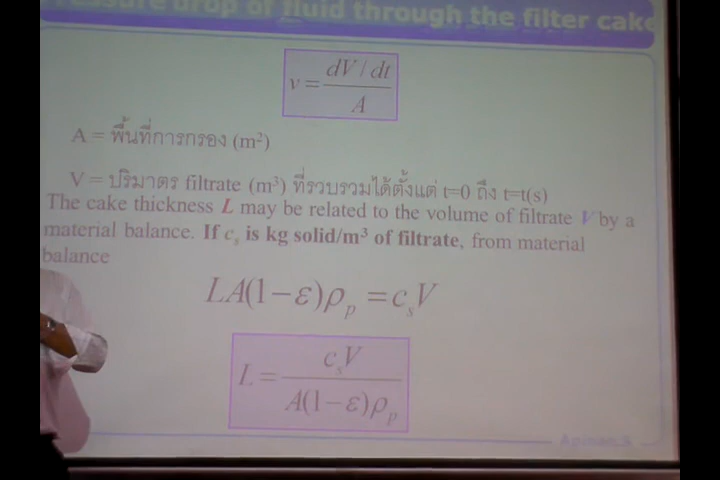 Pressure drop of fluid through the filter cake
v = \frac{dV / dt}{A}
A = พื้นที่การกรอง (m²)
V = ปริมาตร filtrate (m³) ที่รวบรวมได้ตั้งแต่ t=0 ถึง t=t(s)
The cake thickness L may be related to the volume of filtrate V by a
material balance. If cₛ is kg solid/m³ of filtrate, from material
balance
LA(1-ε)ρₚ = cₛV
L = \frac{cₛV}{A(1-ε)ρₚ}